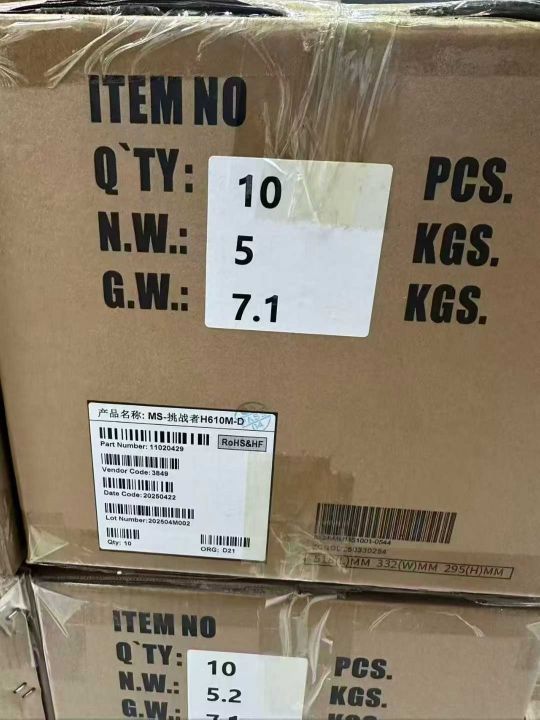 ITEM NO
Q`TY: 10 PCS.
N.W.: 5 KGS.
G.W.: 7.1 KGS.
产品名称: MS-挑战者H610M-D
RoHS&HF
Part Number: 11020429
Vendor Code: 3849
Date Code: 20250422
Lot Number: 202504M002
Qty: 10
ORG: D21
332(W)MM 295(H)MM
ITEM NO
Q`TY: 10 PCS.
N.W.: 5.2 KGS.
G.W.: